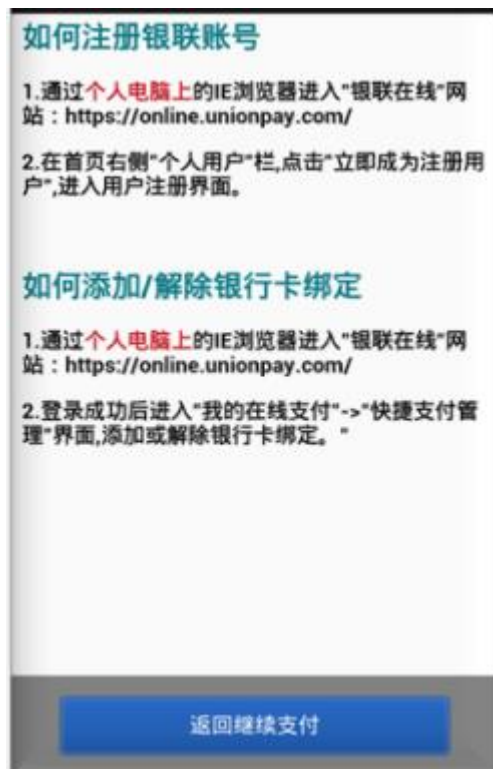 如何注册银联账号
1.通过个人电脑上的IE浏览器进入"银联在线"网
站：https://online.unionpay.com/
2.在首页右侧"个人用户"栏,点击"立即成为注册用
户",进入用户注册界面。
如何添加/解除银行卡绑定
1.通过个人电脑上的IE浏览器进入"银联在线"网
站：https://online.unionpay.com/
2.登录成功后进入"我的在线支付"->"快捷支付管
理"界面,添加或解除银行卡绑定。"
返回继续支付